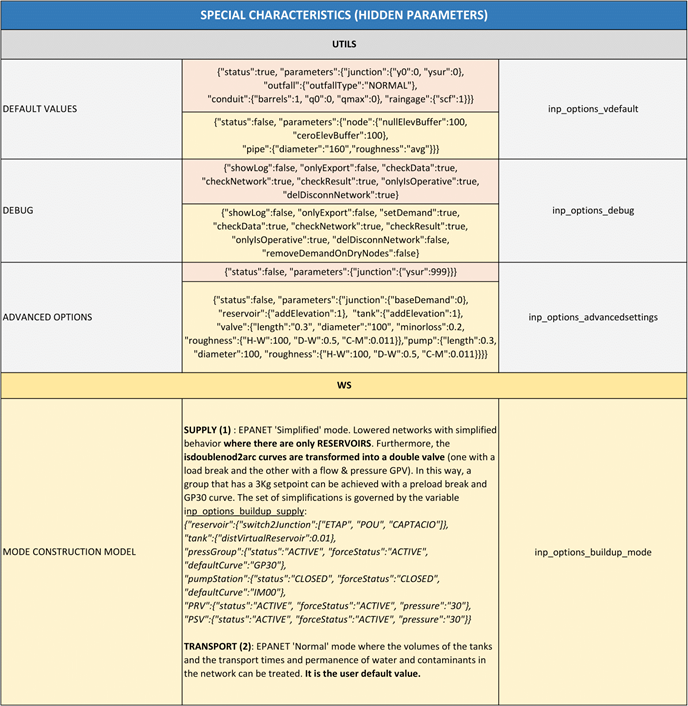 SPECIAL CHARACTERISTICS (HIDDEN PARAMETERS)
UTILS
DEFAULT VALUES
{"status":true, "parameters":{"junction":{"y0":0, "ysur":0},
"outfall":{"outfallType":"NORMAL"},
"conduit":{"barrels":1, "q0":0, "qmax":0}, "raingage":{"scf":1}}}
{"status":false, "parameters":{"node":{"nullElevBuffer":100,
"ceroElevBuffer":100},
"pipe":{"diameter":"160","roughness":"avg"}}}
inp_options_vdefault
DEBUG
{"showLog":false, "onlyExport":false, "checkData":true,
"checkNetwork":true, "checkResult":true, "onlyIsOperative":true,
"delDisconnNetwork":true}
{"showLog":false, "onlyExport":false, "setDemand":true,
"checkData":true, "checkNetwork":true, "checkResult":true,
"onlyIsOperative":true, "delDisconnNetwork":false,
"removeDemandOnDryNodes":false}
inp_options_debug
ADVANCED OPTIONS
{"status":false, "parameters":{"junction":{"ysur":999}}}
{"status":false, "parameters":{"junction":{"baseDemand":0},
"reservoir":{"addElevation":1}, "tank":{"addElevation":1},
"valve":{"length":"0.3", "diameter":"100", "minorloss":0.2,
"roughness":{"H-W":100, "D-W":0.5, "C-M":0.011}},"pump":{"length":0.3,
"diameter":100, "roughness":{"H-W":100, "D-W":0.5, "C-M":0.011}}}}
inp_options_advancedsettings
WS
MODE CONSTRUCTION MODEL
SUPPLY (1) : EPANET 'Simplified' mode. Lowered networks with simplified
behavior where there are only RESERVOIRS. Furthermore, the
isdoublenod2arc curves are transformed into a double valve (one with a
load break and the other with a flow & pressure GPV). In this way, a
group that has a 3Kg setpoint can be achieved with a preload break and
GP30 curve. The set of simplifications is governed by the variable
inp_options_buildup_supply:
{"reservoir":{"switch2Junction":["ETAP", "POU", "CAPTACIO"]},
"tank":{"distVirtualReservoir":0.01},
"pressGroup":{"status":"ACTIVE", "forceStatus":"ACTIVE",
"defaultCurve":"GP30"},
"pumpStation":{"status":"CLOSED", "forceStatus":"CLOSED",
"defaultCurve":"IM00"},
"PRV":{"status":"ACTIVE", "forceStatus":"ACTIVE", "pressure":"30"},
"PSV":{"status":"ACTIVE", "forceStatus":"ACTIVE", "pressure":"30"}}
TRANSPORT (2): EPANET 'Normal' mode where the volumes of the tanks
and the transport times and permanence of water and contaminants in
the network can be treated. It is the user default value.
inp_options_buildup_mode